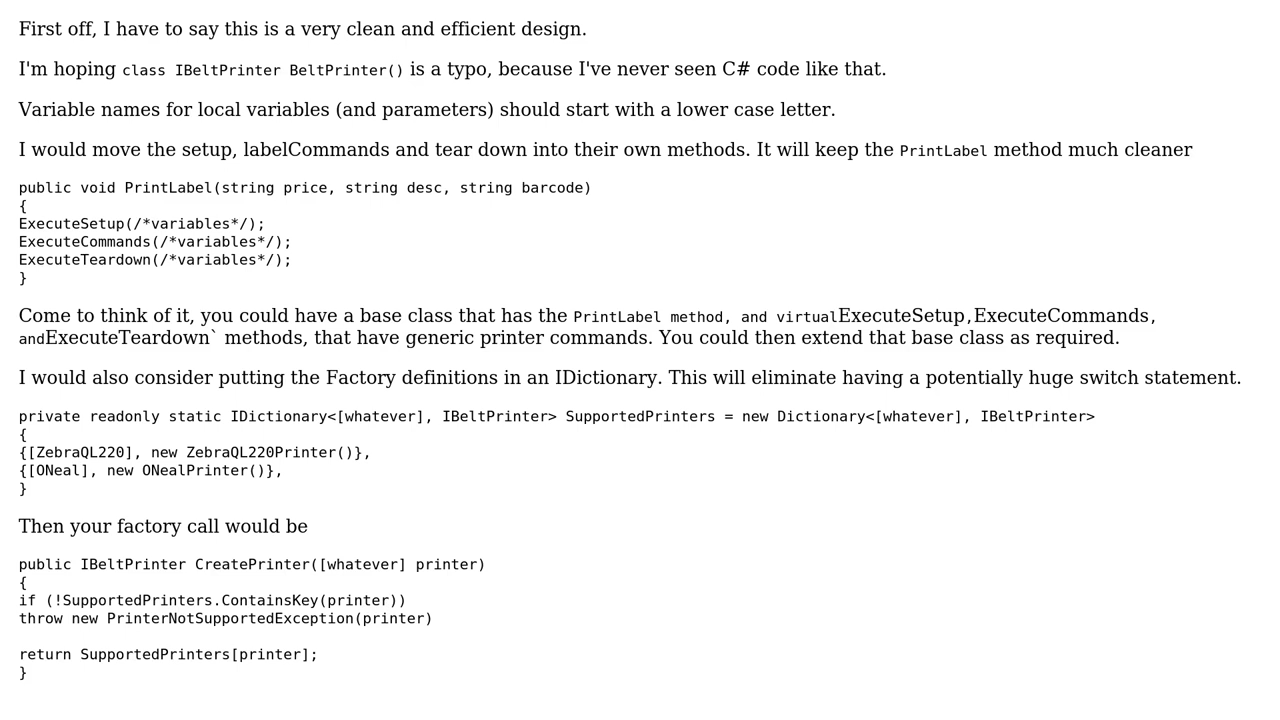 First off, I have to say this is a very clean and efficient design.
I'm hoping class IBeltPrinter BeltPrinter() is a typo, because I've never seen C# code like that.
Variable names for local variables (and parameters) should start with a lower case letter.
I would move the setup, labelCommands and tear down into their own methods. It will keep the PrintLabel method much cleaner
public void PrintLabel(string price, string desc, string barcode)
{
ExecuteSetup(/*variables*/);
ExecuteCommands(/*variables*/);
ExecuteTeardown(/*variables*/);
}
Come to think of it, you could have a base class that has the PrintLabel method, and virtualExecuteSetup,ExecuteCommands,
andExecuteTeardown` methods, that have generic printer commands. You could then extend that base class as required.
I would also consider putting the Factory definitions in an IDictionary. This will eliminate having a potentially huge switch statement.
private readonly static IDictionary<[whatever], IBeltPrinter> SupportedPrinters = new Dictionary<[whatever], IBeltPrinter>
{
{[ZebraQL220], new ZebraQL220Printer()},
{[ONeal], new ONealPrinter()},
}
Then your factory call would be
public IBeltPrinter CreatePrinter([whatever] printer)
{
if (!SupportedPrinters.ContainsKey(printer))
throw new PrinterNotSupportedException(printer)
return SupportedPrinters[printer];
}